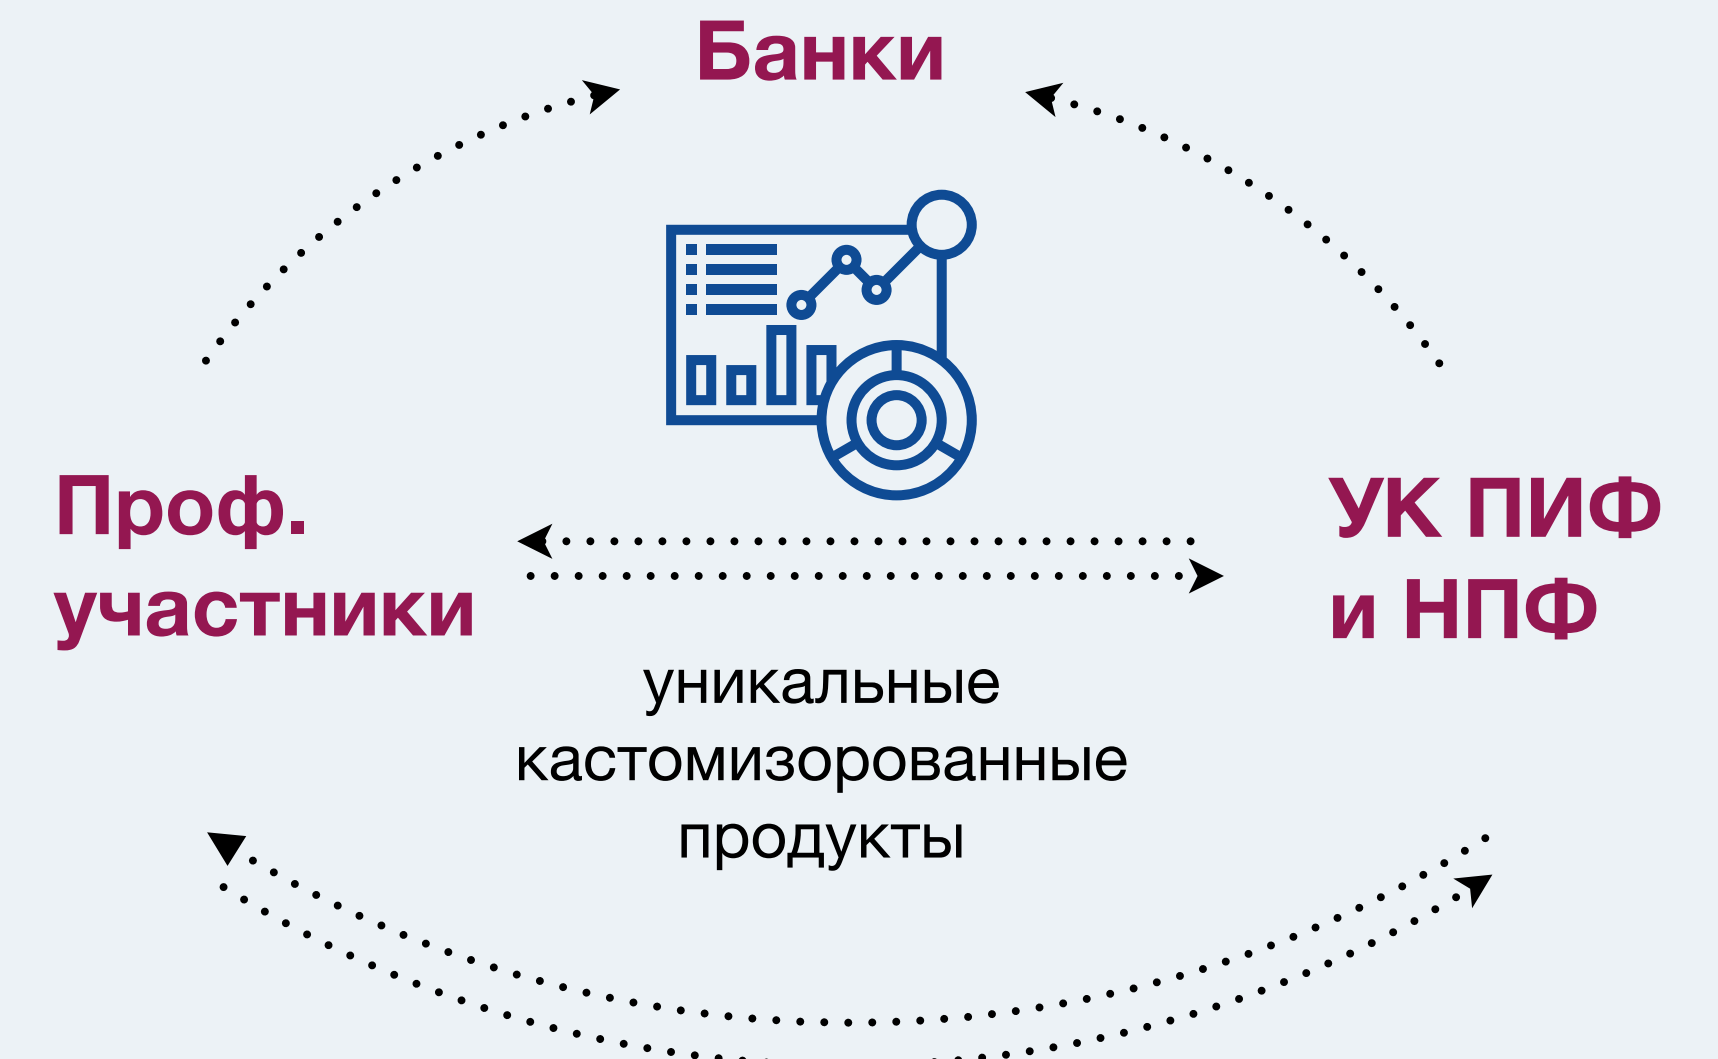 Банки
Проф.
участники
УК ПИФ
и НПФ
уникальные
кастомизорованные
продукты